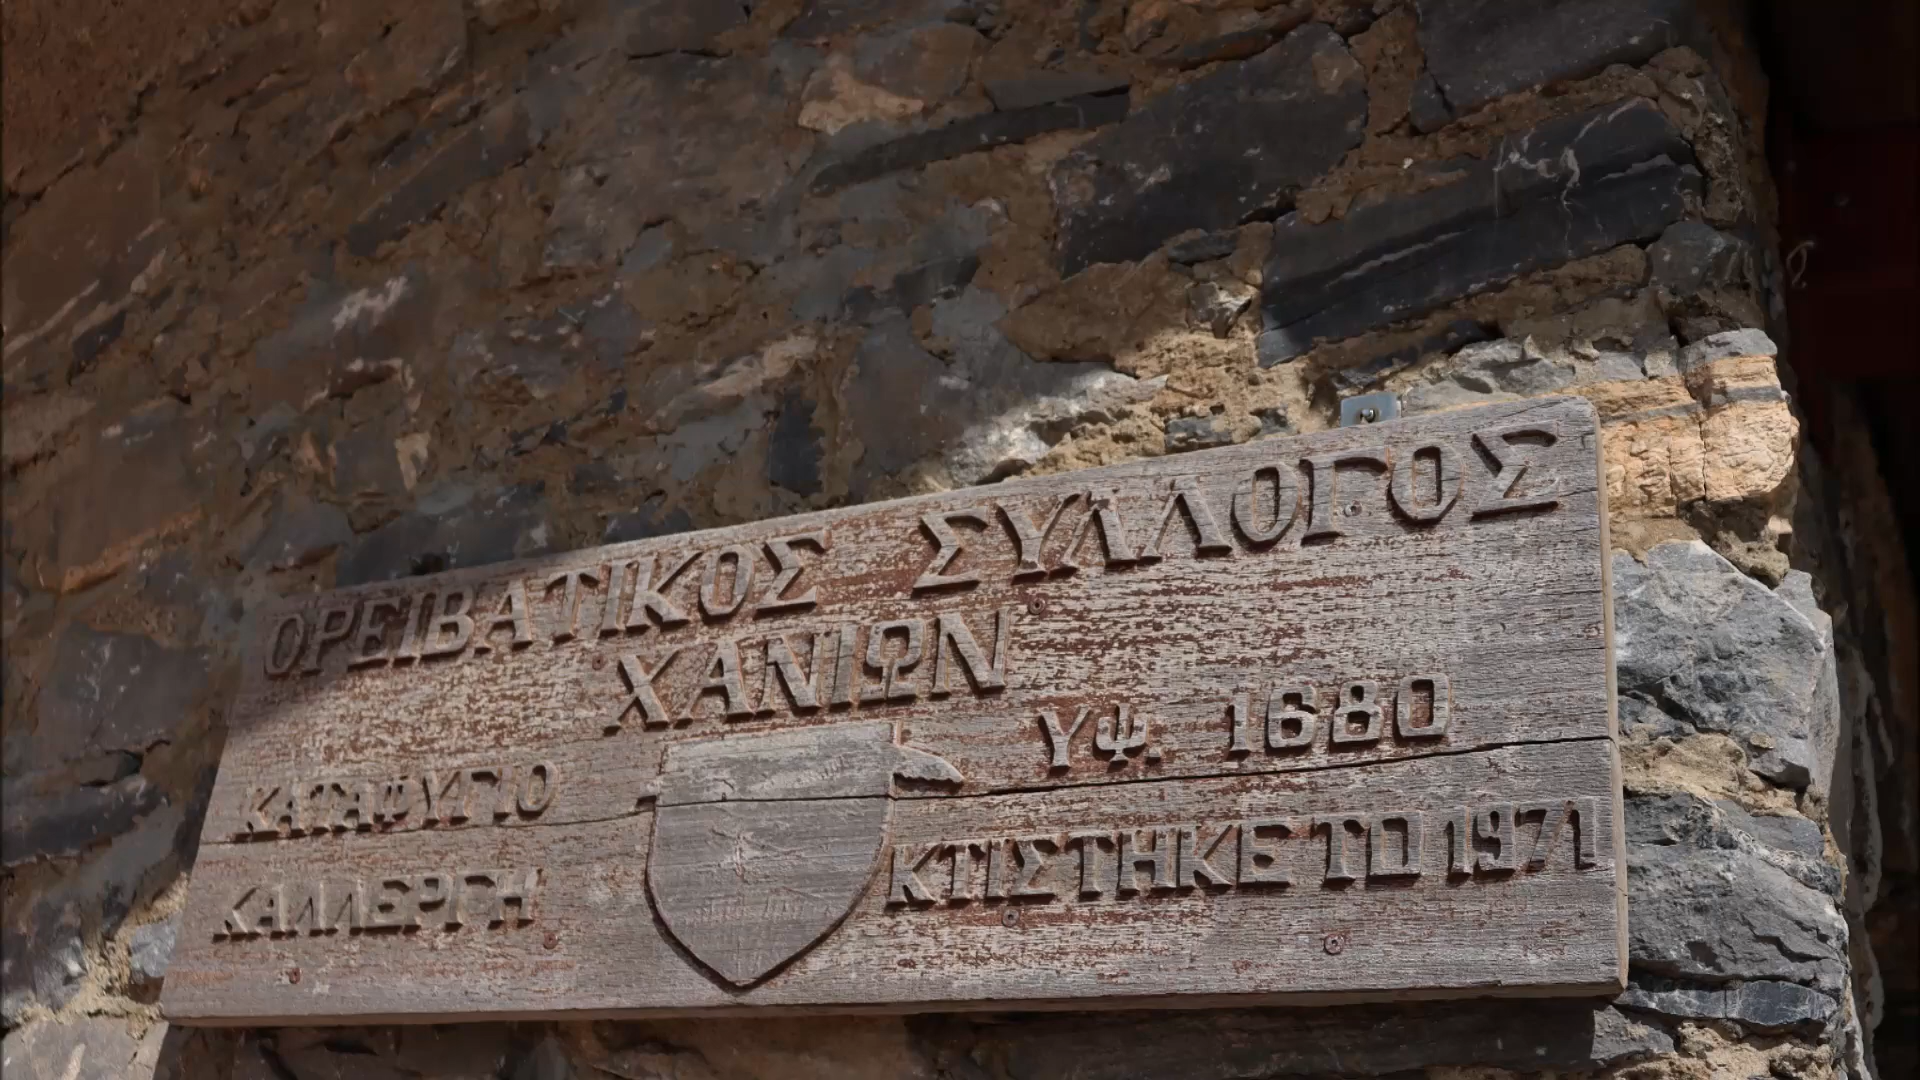 ΟΡΕΙΒΑΤΙΚΟΣ ΣΥΛΛΟΓΟΣ
ΧΑΝΙΩΝ
ΥΨ. 1680
ΚΑΤΑΦΥΓΙΟ
ΚΑΛΛΕΡΓΗ
ΚΤΙΣΤΗΚΕ ΤΟ 1971